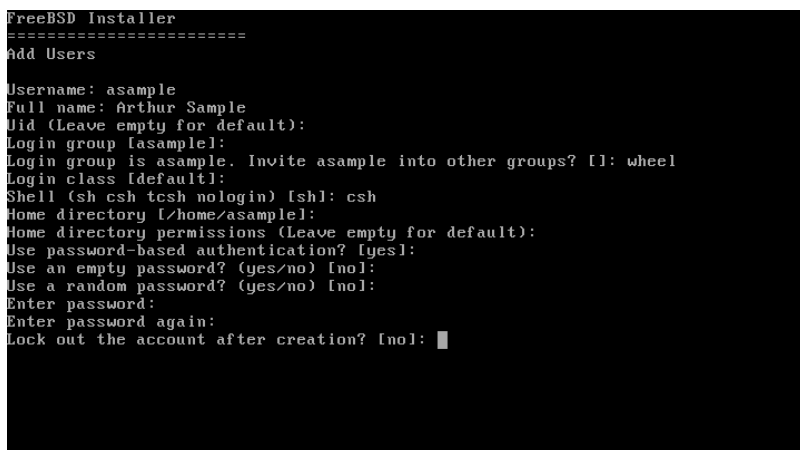 FreeBSD Installer
========================
Add Users

Username: asample
Full name: Arthur Sample
Uid (Leave empty for default):
Login group [asample]:
Login group is asample. Invite asample into other groups? []: wheel
Login class [default]:
Shell (sh csh tcsh nologin) [sh]: csh
Home directory [/home/asample]:
Home directory permissions (Leave empty for default):
Use password-based authentication? [yes]:
Use an empty password? (yes/no) [no]:
Use a random password? (yes/no) [no]:
Enter password:
Enter password again:
Lock out the account after creation? [no]: